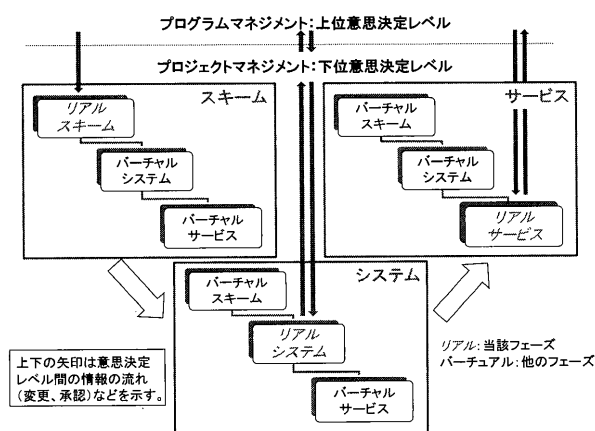 プログラムマネジメント:上位意思決定レベル
プロジェクトマネジメント:下位意思決定レベル
スキーム
リアル
スキーム
バーチャル
システム
バーチャル
サービス
サービス
バーチャル
スキーム
バーチャル
システム
リアル
サービス
システム
バーチャル
スキーム
リアル
システム
バーチャル
サービス
上下の矢印は意思決定
レベル間の情報の流れ
(変更、承認)などを示す。
リアル:当該フェーズ
バーチュアル:他のフェーズ